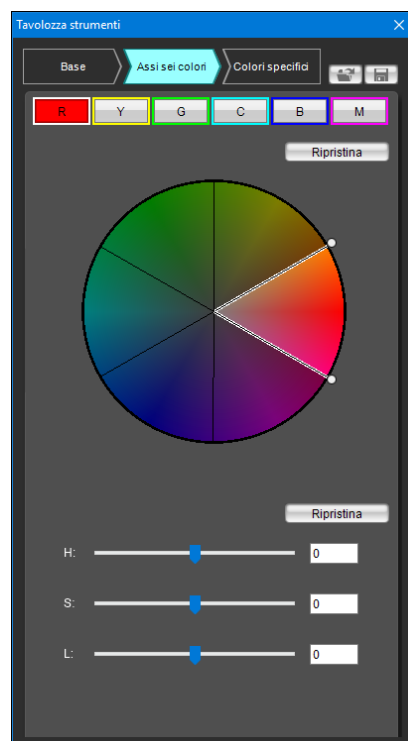 Tavolozza strumenti
Base Assi sei colori Colori specifici
R Y G C B M
Ripristina
Ripristina
H: 0
S: 0
L: 0